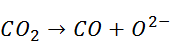 CO₂ → CO + O²⁻